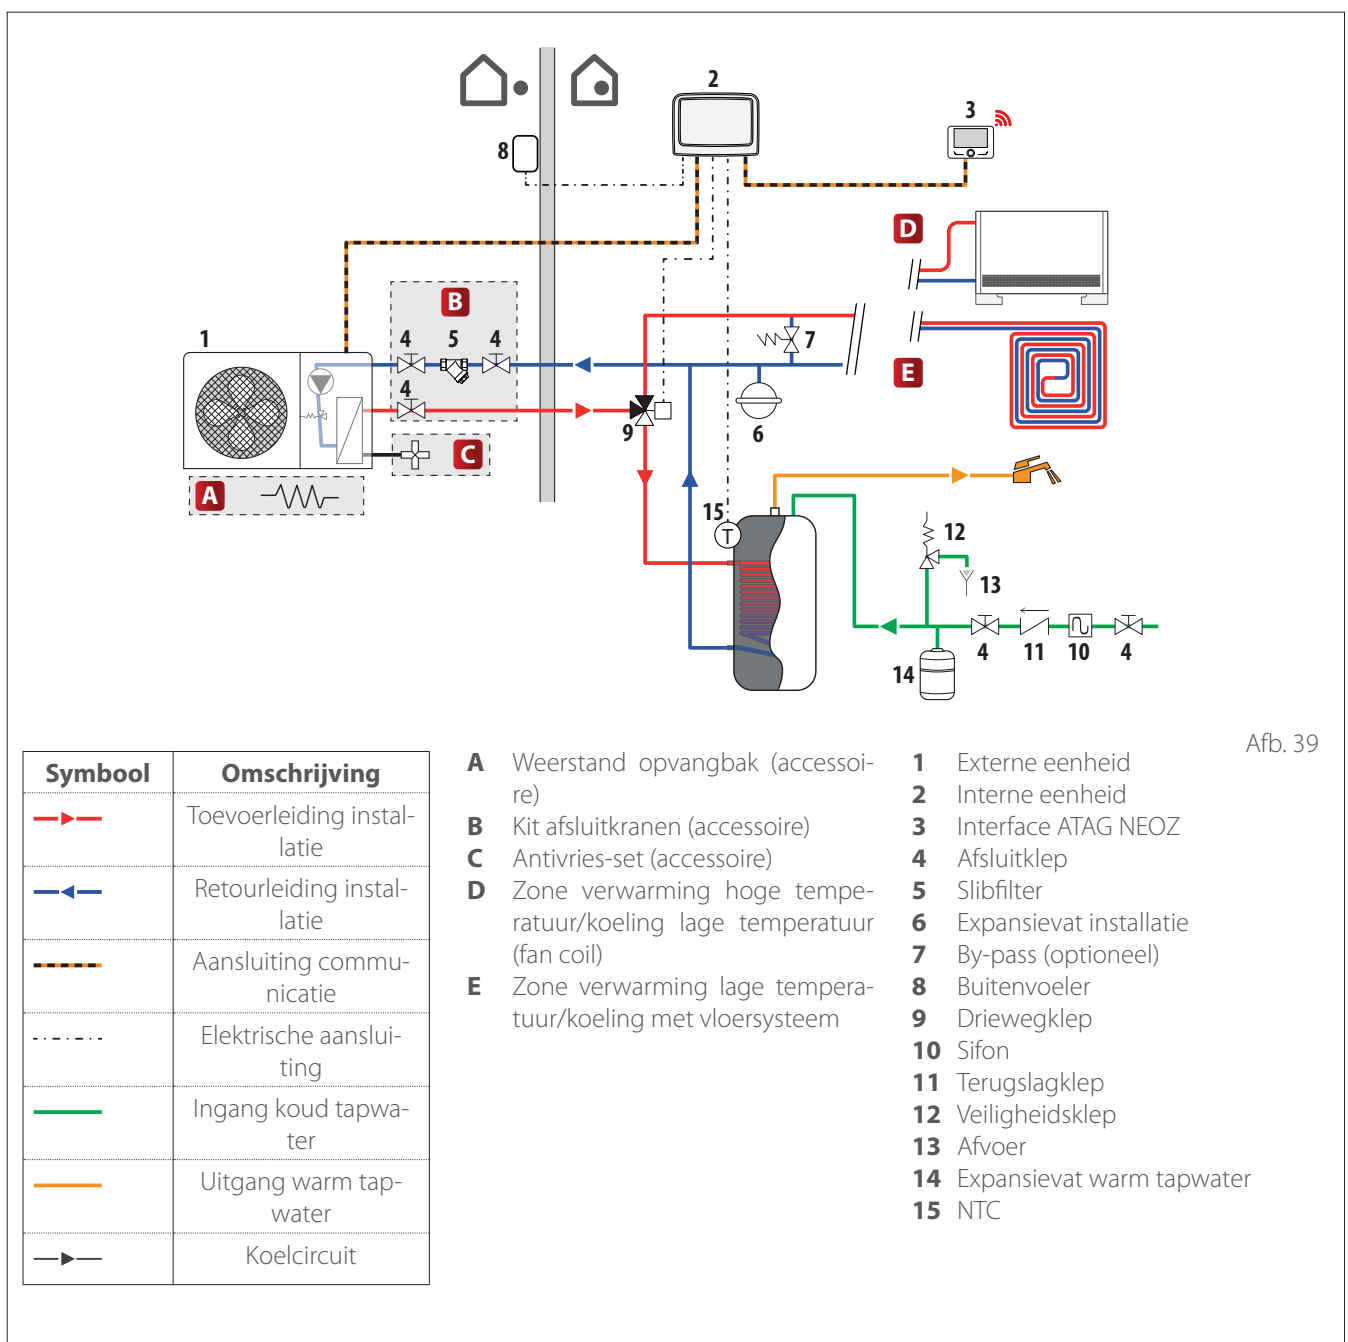 2
3
8
D
B
1
4
5
4
7
E
4
9
6
C
A
15
T
12
13
4
11
10
4
14
Afb. 39
Symbool Omschrijving
Toevoerleiding instal-
latie
Retourleiding instal-
latie
Aansluiting commu-
nicatie
Elektrische aanslui-
ting
Ingang koud tapwa-
ter
Uitgang warm tap-
water
Koelcircuit
A Weerstand opvangbak (accessoi-
re)
B Kit afsluitkranen (accessoire)
C Antivries-set (accessoire)
D Zone verwarming hoge tempe-
ratuur/koeling lage temperatuur
(fan coil)
E Zone verwarming lage tempera-
tuur/koeling met vloersysteem
1 Externe eenheid
2 Interne eenheid
3 Interface ATAG NEOZ
4 Afsluitklep
5 Slibfilter
6 Expansievat installatie
7 By-pass (optioneel)
8 Buitenvoeler
9 Driewegklep
10 Sifon
11 Terugslagklep
12 Veiligheidsklep
13 Afvoer
14 Expansievat warm tapwater
15 NTC